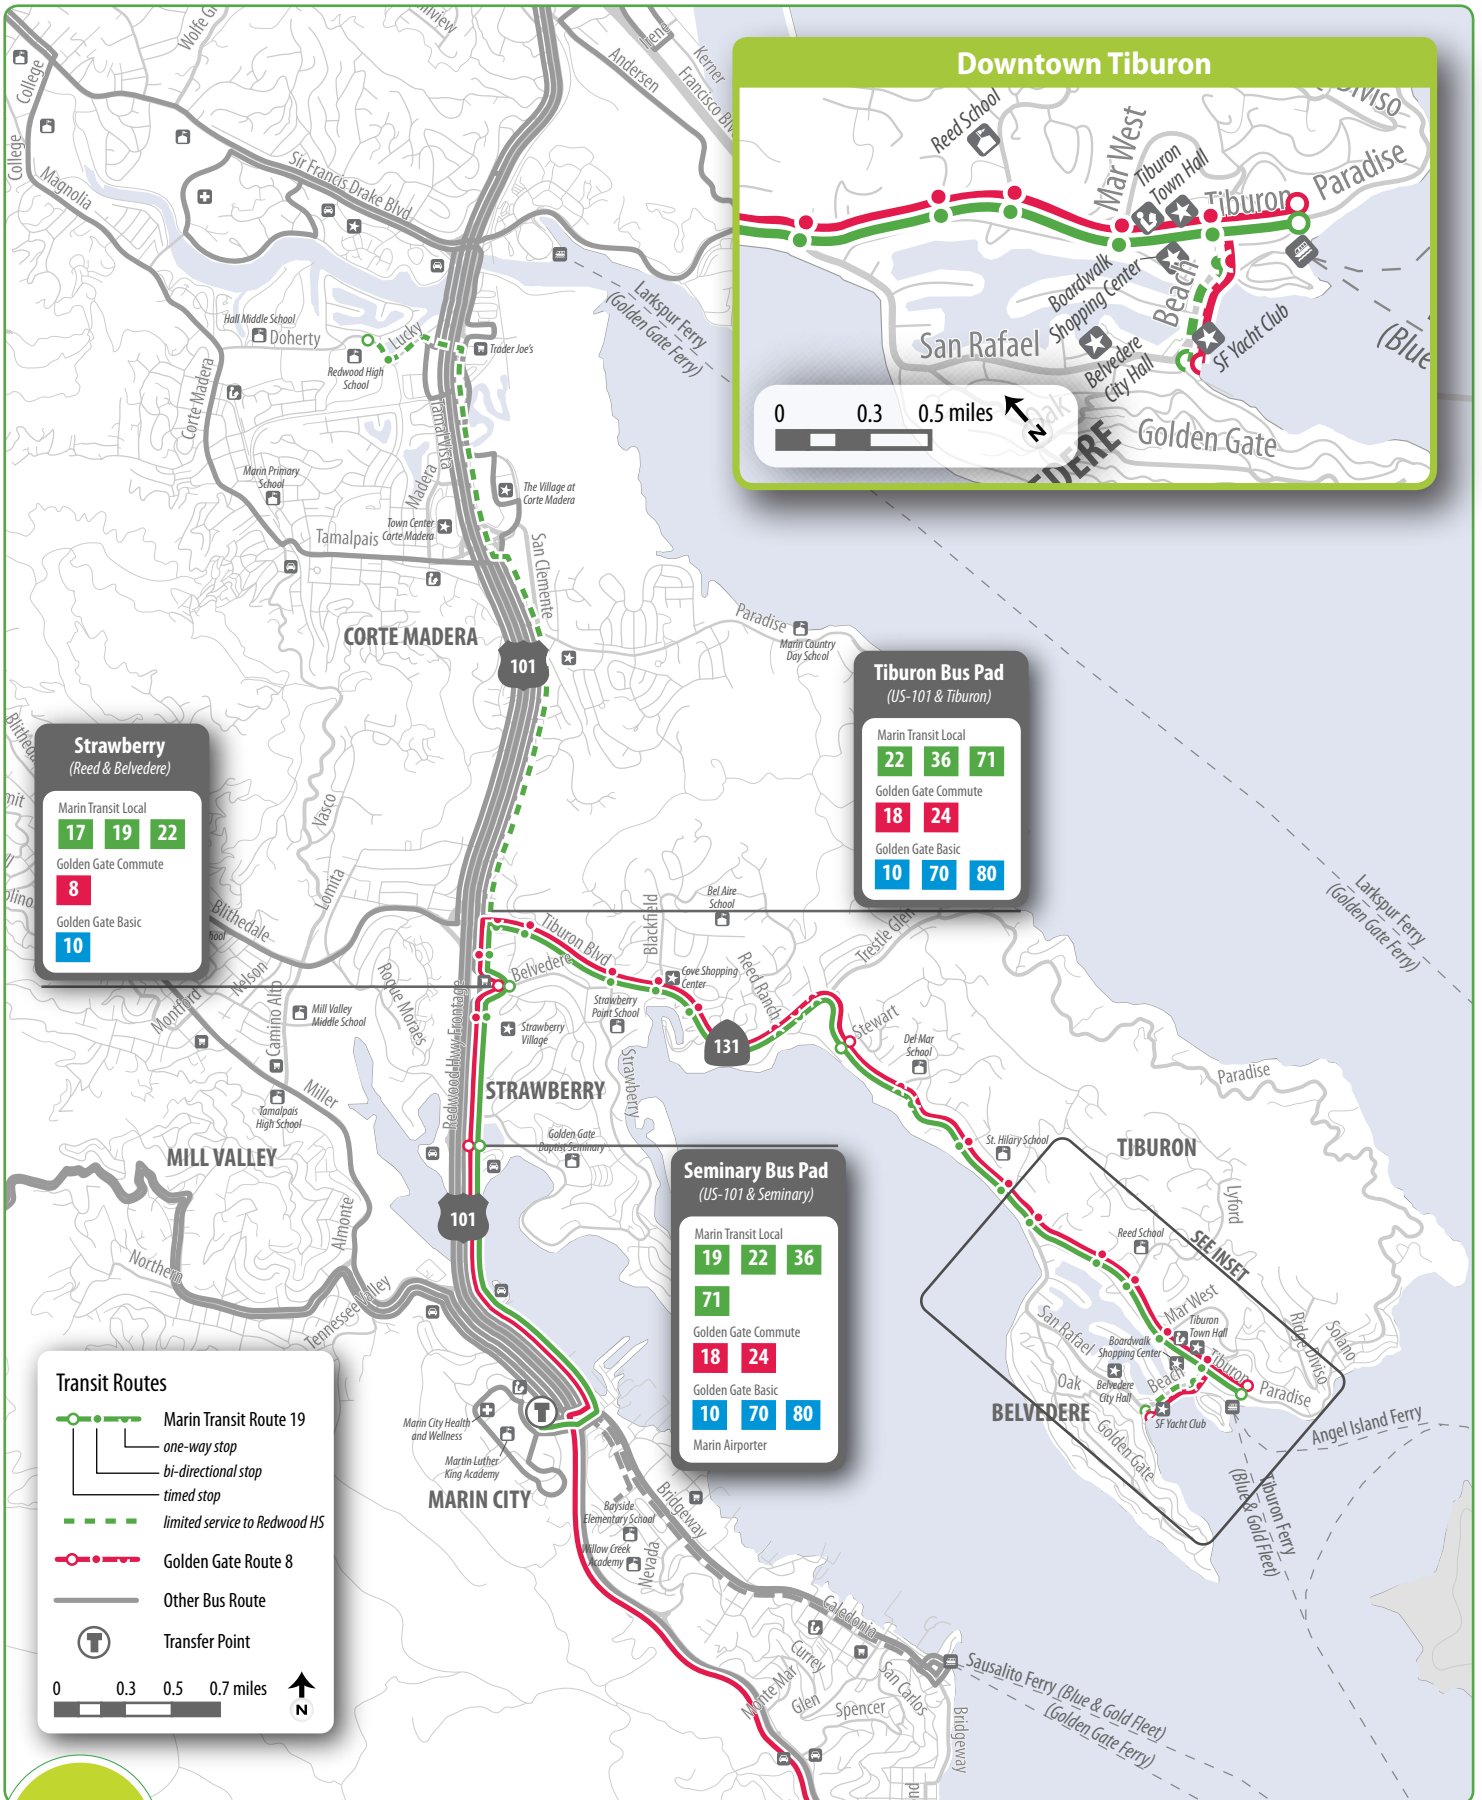 Downtown Tiburon
Reed School
Mar West
Tiburon
Town Hall
Tiburon
Paradise
Diviso
Boardwalk
Shopping Center
Beach
San Rafael
Belvedere
City Hall
SF Yacht Club
Golden Gate
(Blue
0 0.3 0.5 miles
N
College
College
Magnolia
Sir Francis Drake Blvd
Andersen
Irene
Kerner
Larkspur Ferry
(Golden Gate Ferry)
Hall Middle School
Doherty
Lucky
Redwood High
School
Trader Joe's
Corte Madera
Tamal Vista
Madera
Marin Primary
School
The Village at
Corte Madera
Town Center
Corte Madera
Tamalpais
San Clemente
CORTE MADERA
101
Paradise
Marin Country
Day School
Tiburon Bus Pad
(US-101 & Tiburon)
Marin Transit Local
22 36 71
Golden Gate Commute
18 24
Golden Gate Basic
10 70 80
Strawberry
(Reed & Belvedere)
Marin Transit Local
17 19 22
Golden Gate Commute
8
Golden Gate Basic
10
Vasco
Lomita
Blithedale
Nelson
Montford
Camino Alto
Mill Valley
Middle School
Roque Moraes
Redwood Hwy Frontage
Miller
Tamalpais
High School
MILL VALLEY
Tiburon Blvd
Belvedere
Blackfield
Bel Aire
School
Cove Shopping
Center
Reed Ranch
Trestle Glen
Strawberry
Point School
Strawberry
Village
Strawberry
STRAWBERRY
131
Stewart
Del Mar
School
Golden Gate
Baptist Seminary
Larkspur Ferry
(Golden Gate Ferry)
Paradise
St. Hilary School
TIBURON
Lyford
SEE INSET
Reed School
Mar West
Tiburon
Town Hall
Boardwalk
Shopping Center
Tiburon
Paradise
Ridge
Diviso
Solano
San Rafael
Oak
Belvedere
City Hall
Beach
SF Yacht Club
BELVEDERE
Golden Gate
Angel Island Ferry
Tiburon Ferry
(Blue & Gold Fleet)
Seminary Bus Pad
(US-101 & Seminary)
Marin Transit Local
19 22 36
71
Golden Gate Commute
18 24
Golden Gate Basic
10 70 80
Marin Airporter
101
Almonte
Northern
Tennessee Valley
Marin City Health
and Wellness
Martin Luther
King Academy
MARIN CITY
Bayside
Elementary School
Willow Creek
Academy
Nevada
Bridgeway
Caledonia
Currey
Monte Mar
Glen
Spencer
San Carlos
Bridgeway
Sausalito Ferry (Blue & Gold Fleet)
(Golden Gate Ferry)
Transit Routes
Marin Transit Route 19
one-way stop
bi-directional stop
timed stop
limited service to Redwood HS
Golden Gate Route 8
Other Bus Route
T
Transfer Point
0 0.3 0.5 0.7 miles
N